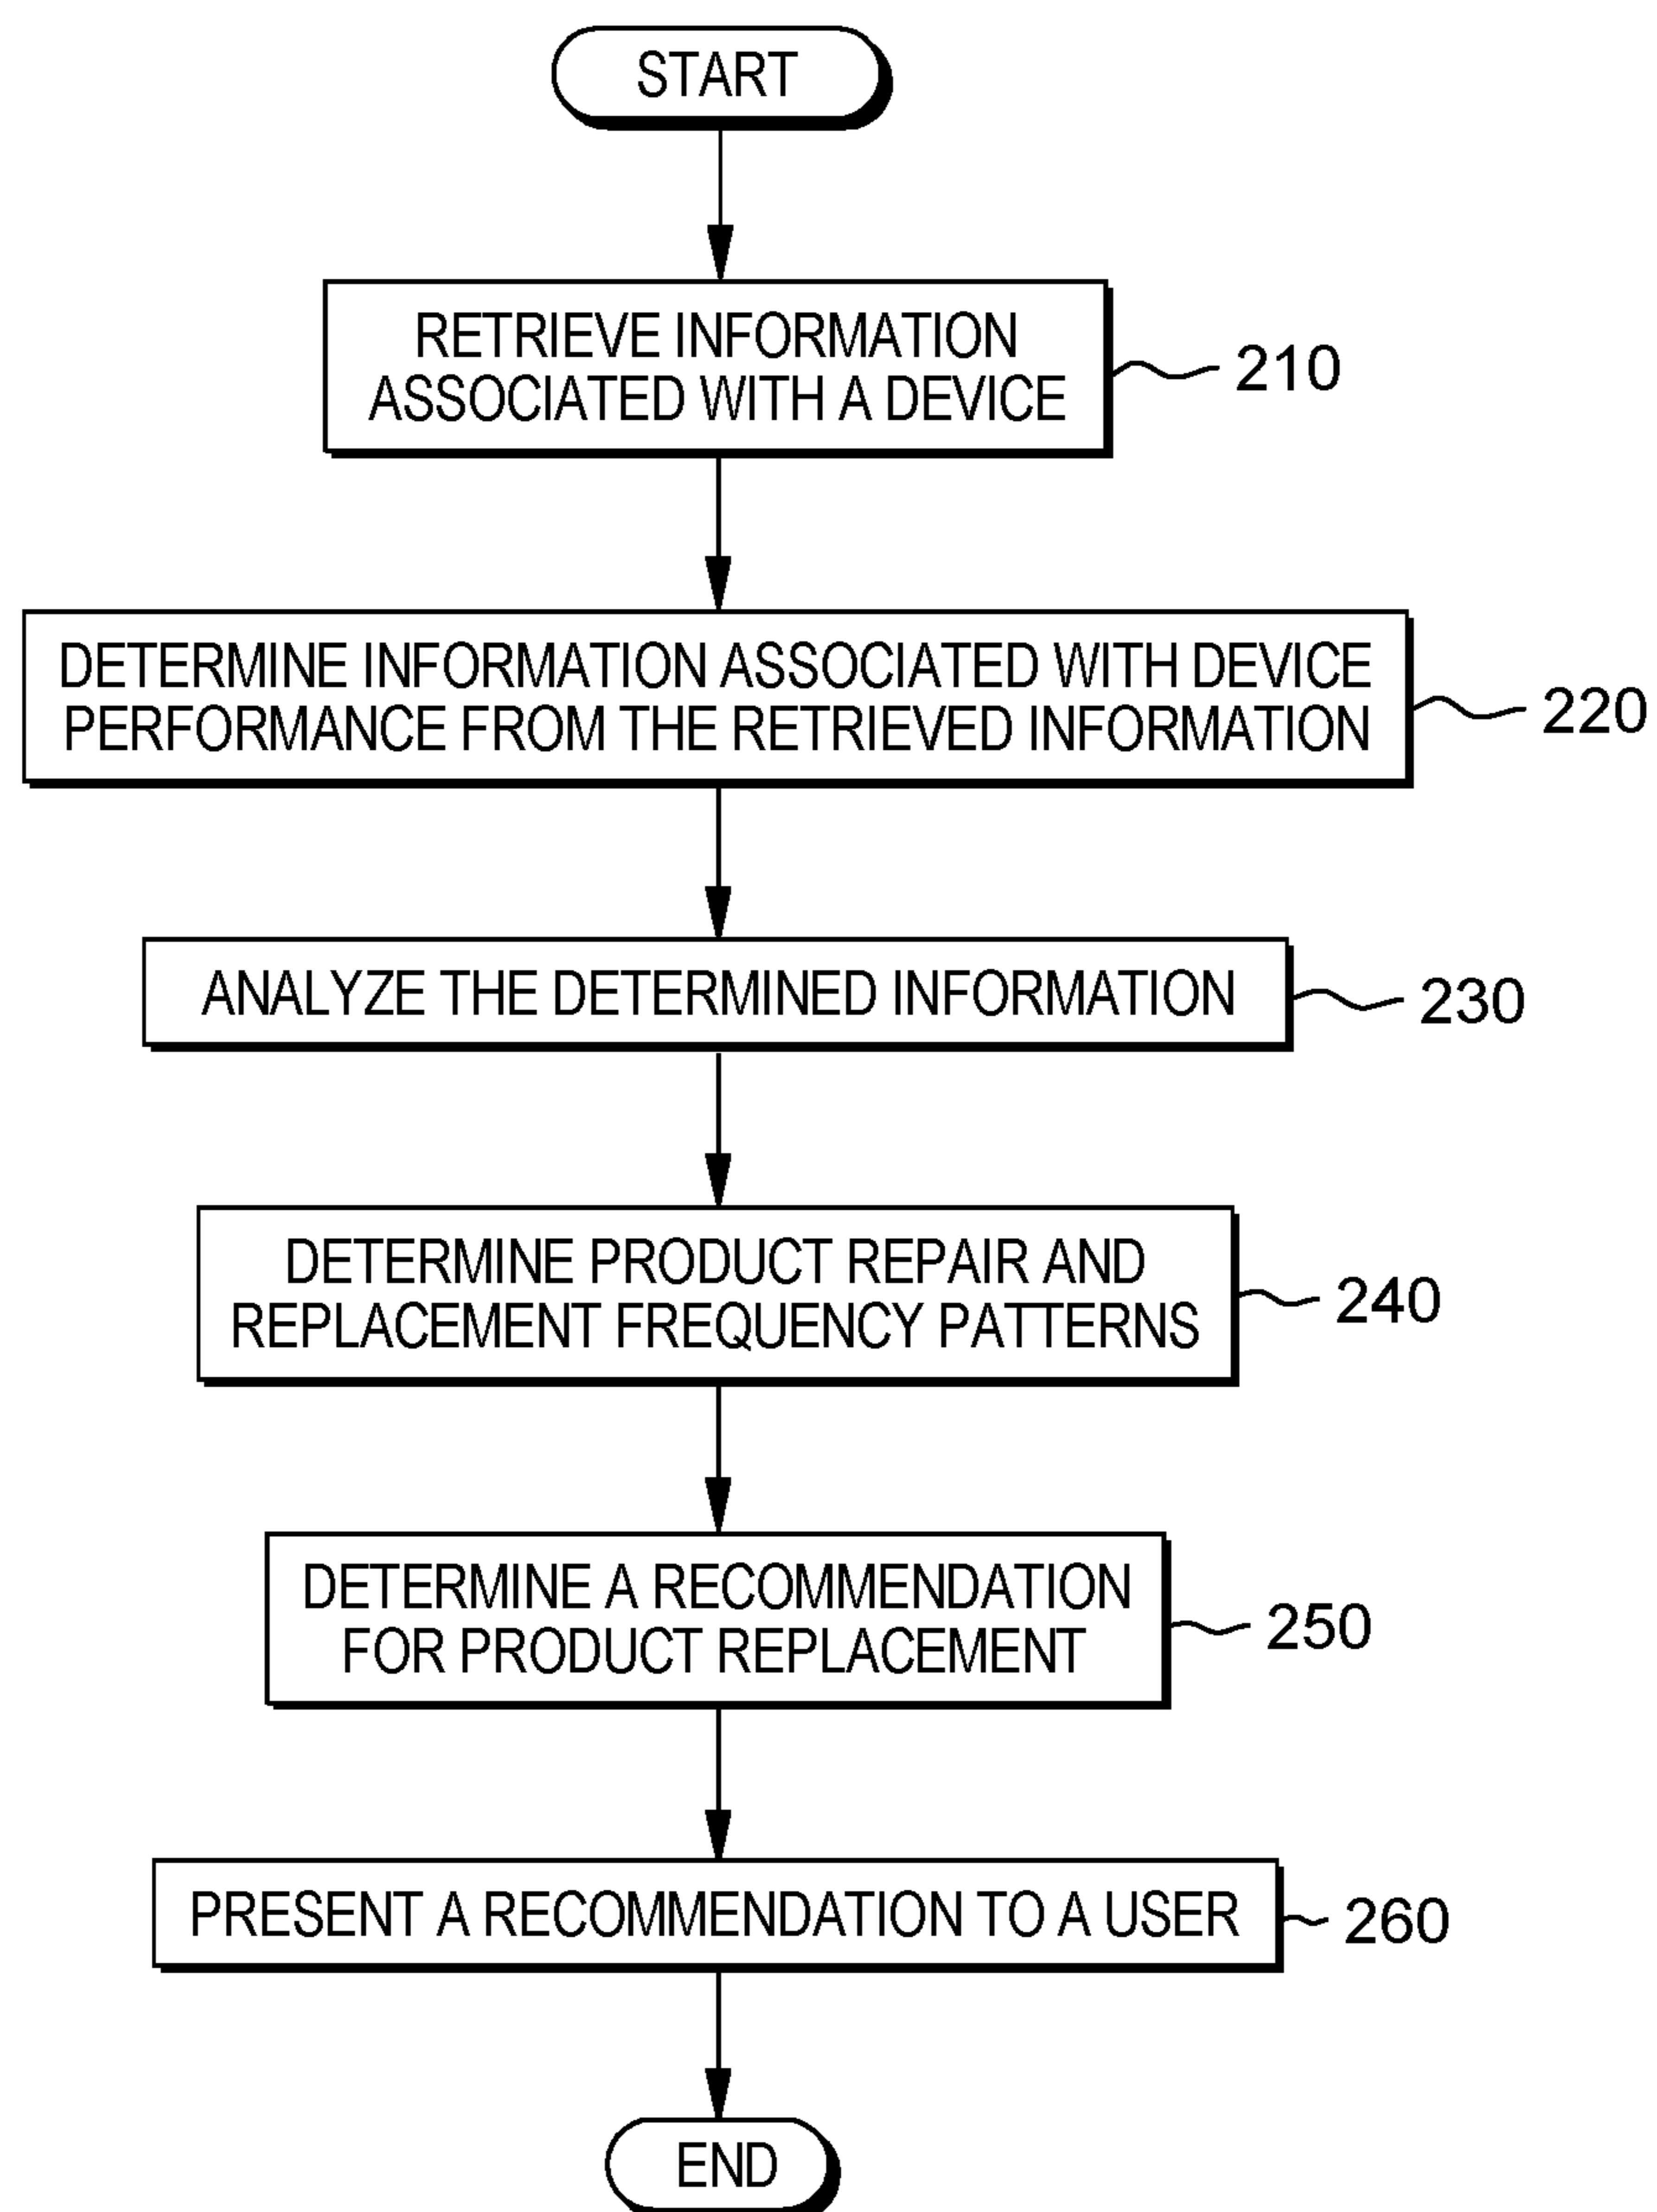 START
RETRIEVE INFORMATION
ASSOCIATED WITH A DEVICE
210
DETERMINE INFORMATION ASSOCIATED WITH DEVICE
PERFORMANCE FROM THE RETRIEVED INFORMATION
220
ANALYZE THE DETERMINED INFORMATION
230
DETERMINE PRODUCT REPAIR AND
REPLACEMENT FREQUENCY PATTERNS
240
DETERMINE A RECOMMENDATION
FOR PRODUCT REPLACEMENT
250
PRESENT A RECOMMENDATION TO A USER
260
END